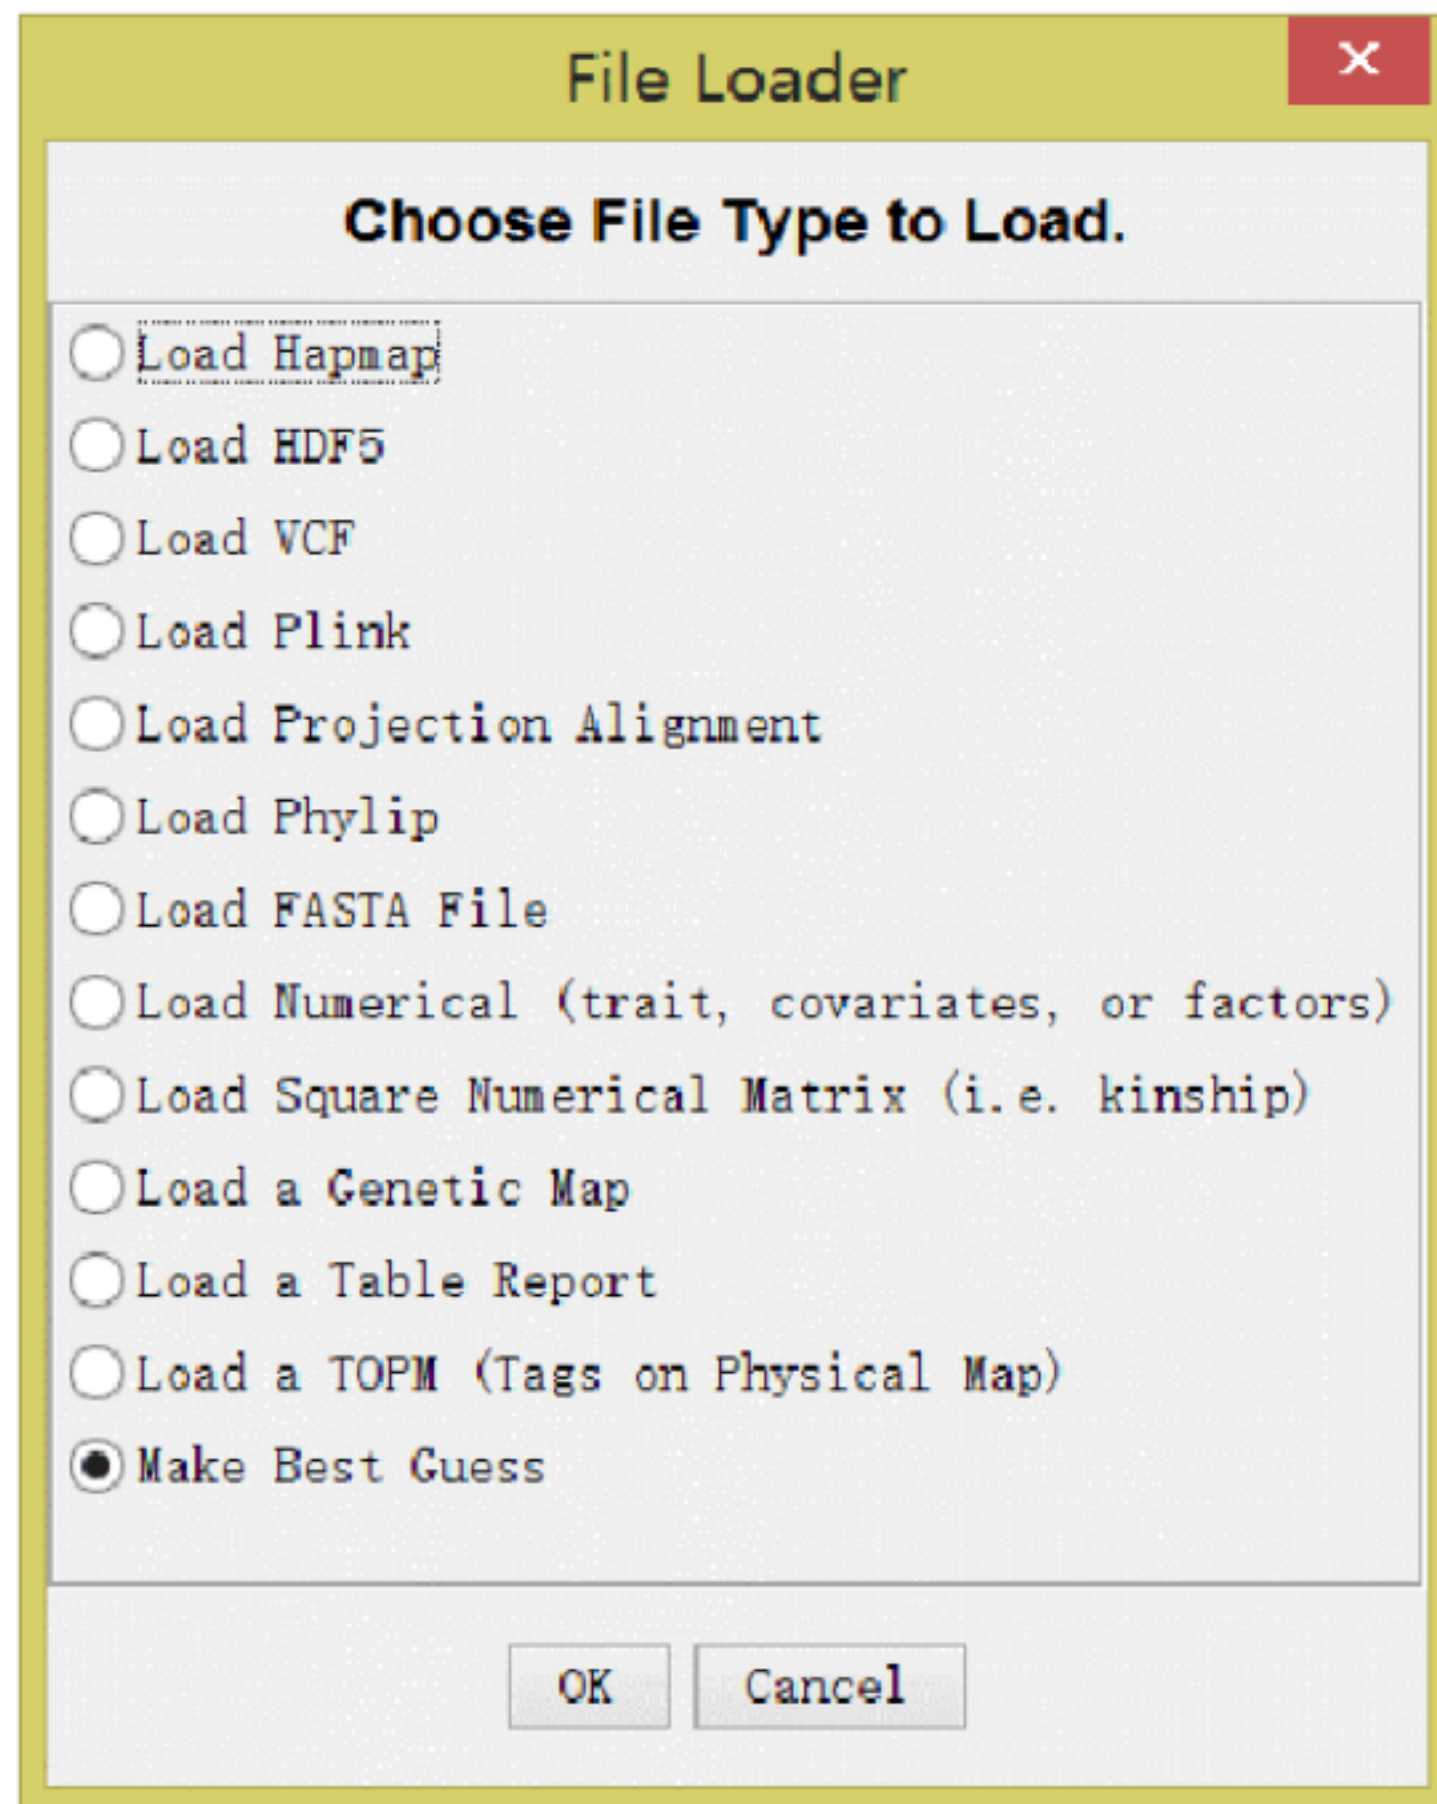 File Loader
Choose File Type to Load.
Load Hapmap
Load HDF5
Load VCF
Load Plink
Load Projection Alignment
Load Phylip
Load FASTA File
Load Numerical (trait, covariates, or factors)
Load Square Numerical Matrix (i.e. kinship)
Load a Genetic Map
Load a Table Report
Load a TOPM (Tags on Physical Map)
Make Best Guess
OK Cancel